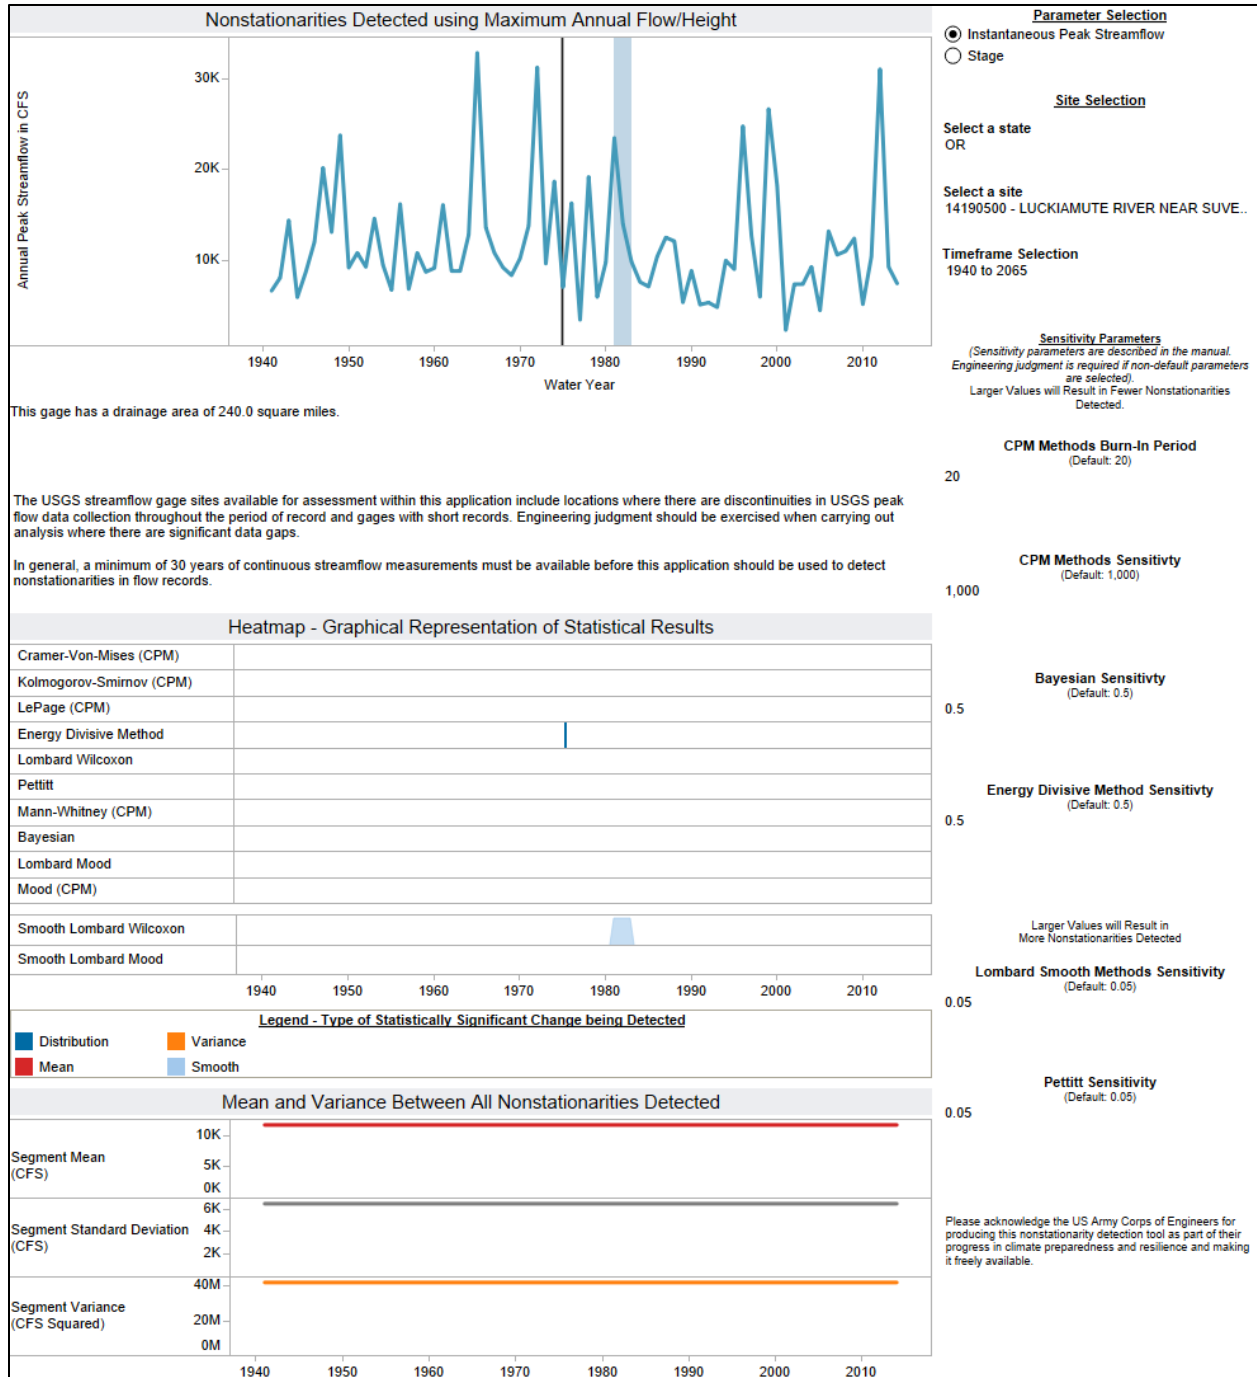 Nonstationarities Detected using Maximum Annual Flow/Height
Annual Peak Streamflow in CFS
30K
20K
10K
1940 1950 1960 1970 1980 1990 2000 2010
Water Year
This gage has a drainage area of 240.0 square miles.
The USGS streamflow gage sites available for assessment within this application include locations where there are discontinuities in USGS peak
flow data collection throughout the period of record and gages with short records. Engineering judgment should be exercised when carrying out
analysis where there are significant data gaps.
In general, a minimum of 30 years of continuous streamflow measurements must be available before this application should be used to detect
nonstationarities in flow records.
Heatmap - Graphical Representation of Statistical Results
Cramer-Von-Mises (CPM)
Kolmogorov-Smirnov (CPM)
LePage (CPM)
Energy Divisive Method
Lombard Wilcoxon
Pettitt
Mann-Whitney (CPM)
Bayesian
Lombard Mood
Mood (CPM)
Smooth Lombard Wilcoxon
Smooth Lombard Mood
1940 1950 1960 1970 1980 1990 2000 2010
Legend - Type of Statistically Significant Change being Detected
Distribution Variance
Mean Smooth
Mean and Variance Between All Nonstationarities Detected
Segment Mean
(CFS)
10K
5K
0K
Segment Standard Deviation
(CFS)
6K
4K
2K
Segment Variance
(CFS Squared)
40M
20M
0M
1940 1950 1960 1970 1980 1990 2000 2010
Parameter Selection
Instantaneous Peak Streamflow
Stage
Site Selection
Select a state
OR
Select a site
14190500 - LUCKIAMUTE RIVER NEAR SUVE..
Timeframe Selection
1940 to 2065
Sensitivity Parameters
(Sensitivity parameters are described in the manual.
Engineering judgment is required if non-default parameters
are selected).
Larger Values will Result in Fewer Nonstationarities
Detected.
CPM Methods Burn-In Period
(Default: 20)
20
CPM Methods Sensitivty
(Default: 1,000)
1,000
Bayesian Sensitivty
(Default: 0.5)
0.5
Energy Divisive Method Sensitivty
(Default: 0.5)
0.5
Larger Values will Result in
More Nonstationarities Detected
Lombard Smooth Methods Sensitivity
(Default: 0.05)
0.05
Pettitt Sensitivity
(Default: 0.05)
0.05
Please acknowledge the US Army Corps of Engineers for
producing this nonstationarity detection tool as part of their
progress in climate preparedness and resilience and making
it freely available.